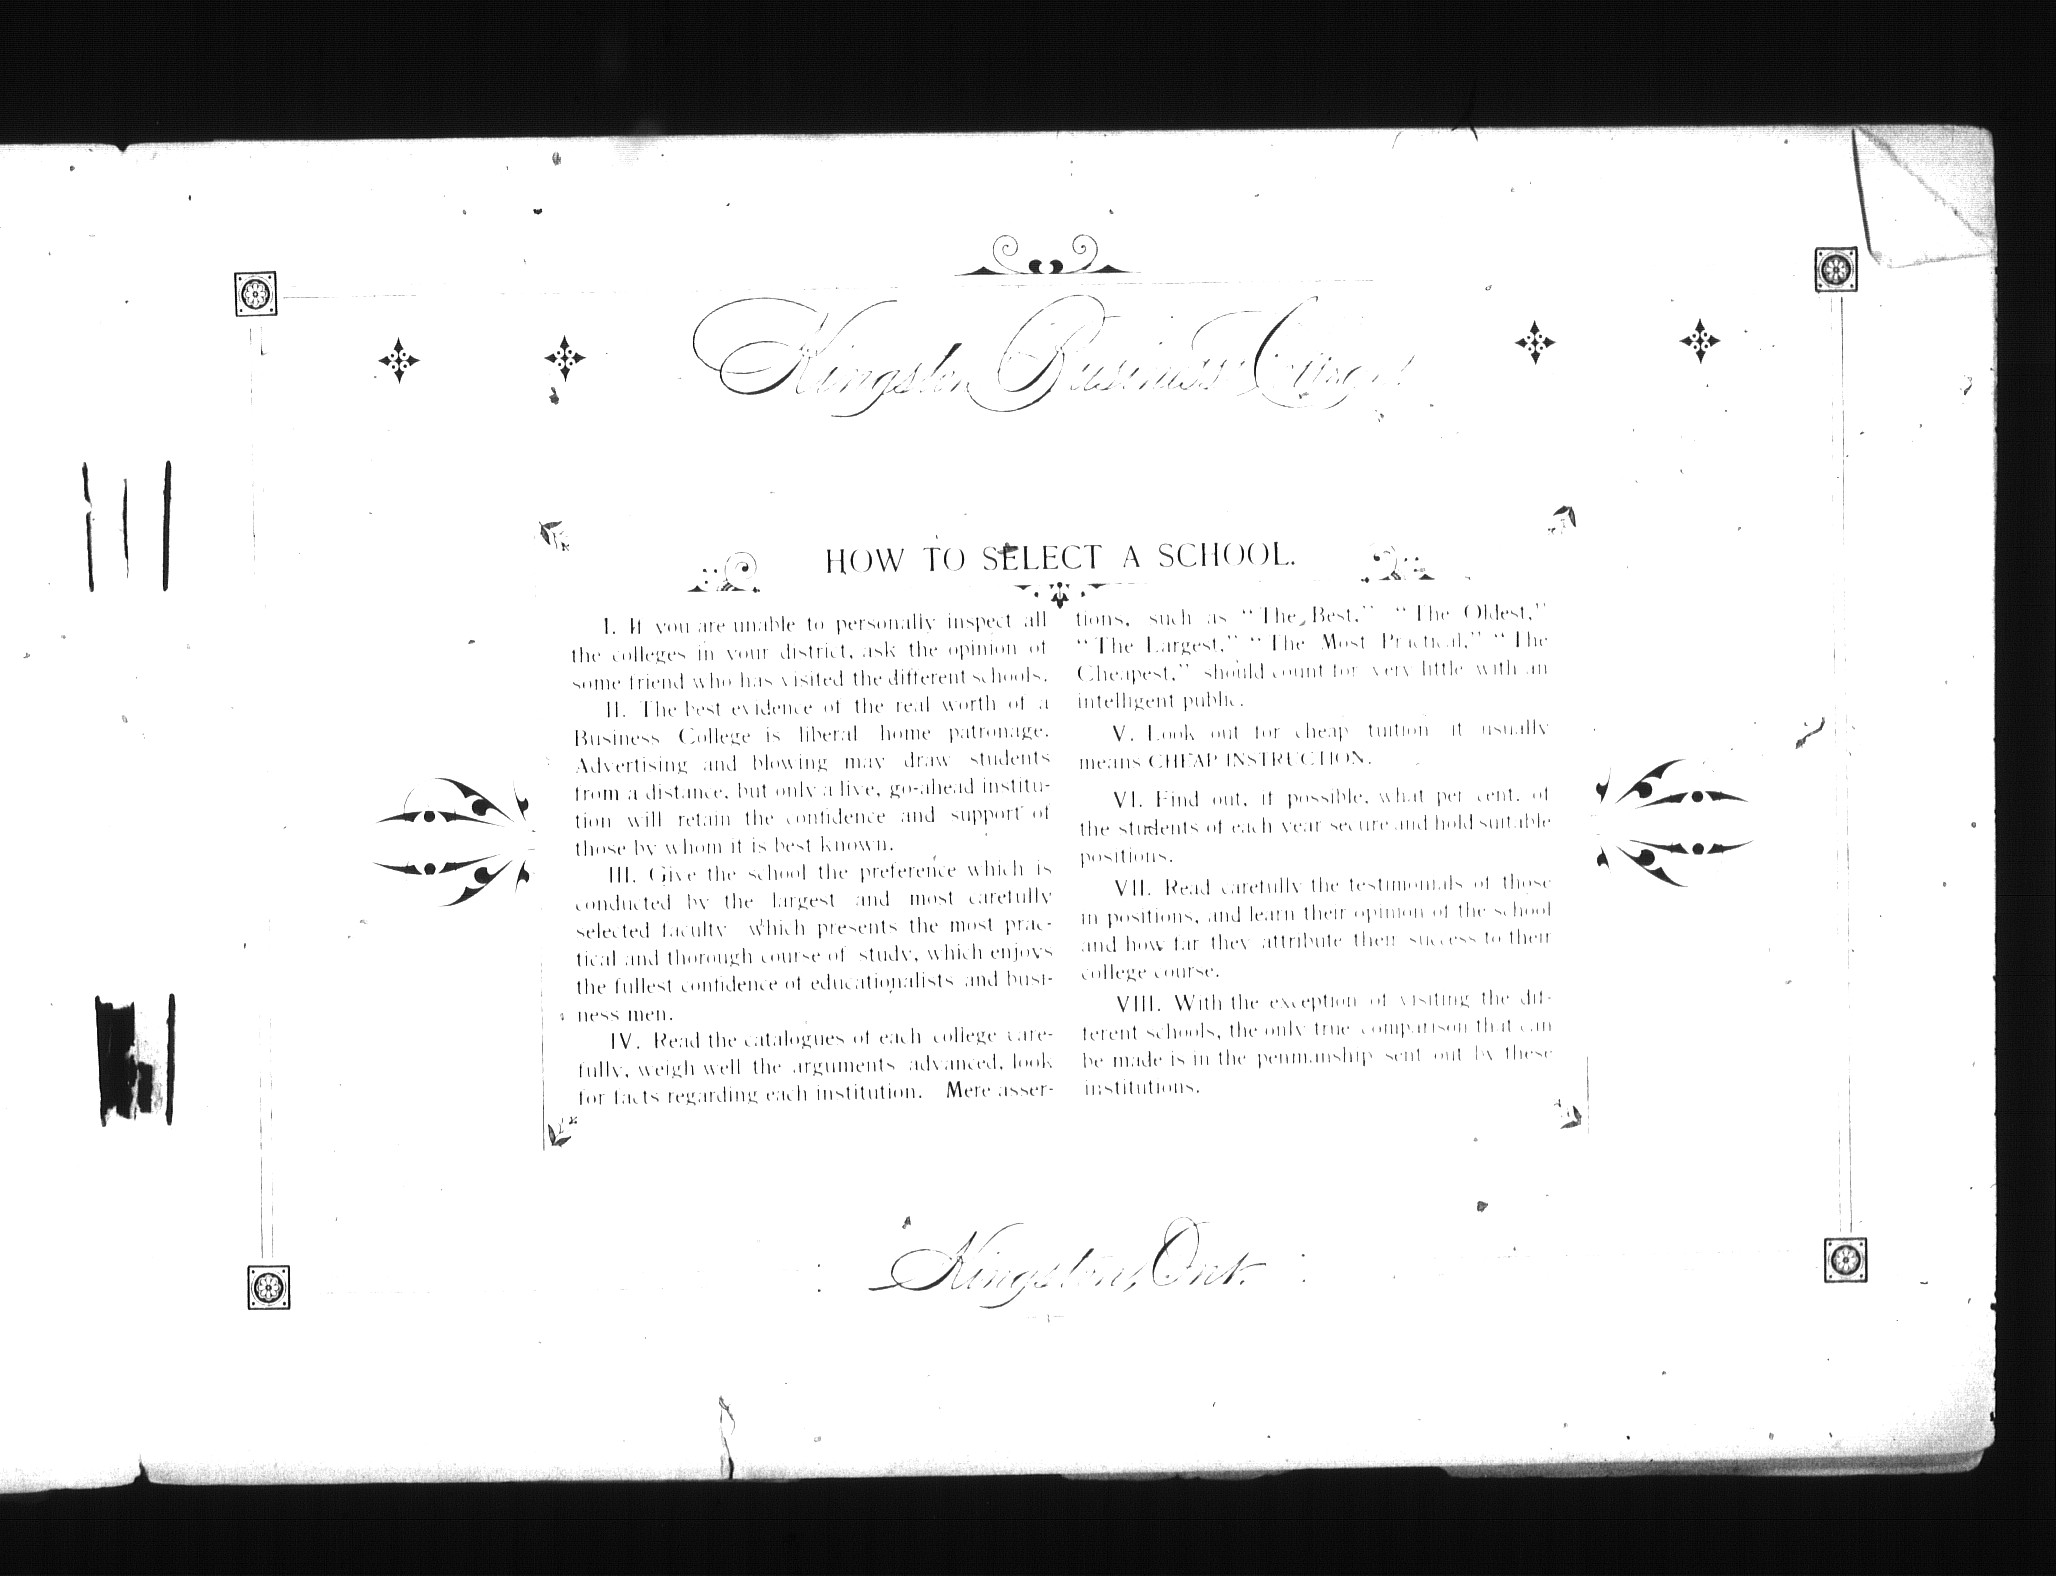 Kingston Business College
HOW TO SELECT A SCHOOL.
I. If you are unable to personally inspect all
the colleges in your district, ask the opinion of
some friend who has visited the different schools.
II. The best evidence of the real worth of a
Business College is liberal home patronage.
Advertising and blowing may draw students
from a distance, but only a live, go-ahead institu-
tion will retain the confidence and support of
those by whom it is best known.
III. Give the school the preference which is
conducted by the largest and most carefully
selected faculty which presents the most prac-
tical and thorough course of study, which enjoys
the fullest confidence of educationalists and busi-
ness men.
IV. Read the catalogues of each college care-
fully, weigh well the arguments advanced, look
for facts regarding each institution. Mere asser-
tions, such as "The Best," "The Oldest,"
"The Largest," "The Most Practical," "The
Cheapest," should count for very little with an
intelligent public.
V. Look out for cheap tuition it usually
means CHEAP INSTRUCTION.
VI. Find out, if possible, what per cent. of
the students of each year secure and hold suitable
positions.
VII. Read carefully the testimonials of those
in positions, and learn their opinion of the school
and how far they attribute their success to their
college course.
VIII. With the exception of visiting the dif-
ferent schools, the only true comparison that can
be made is in the penmanship sent out by these
institutions.
Kingston, Ont.